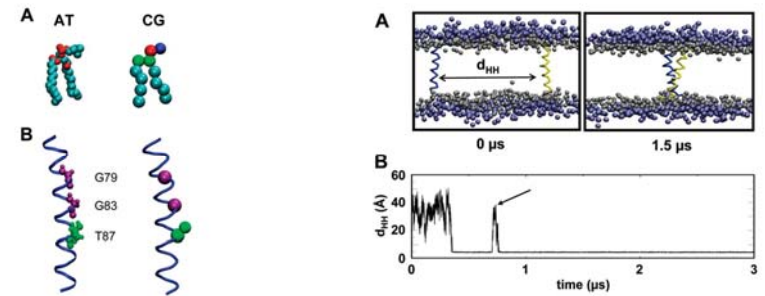 A
AT
CG
B
G79
G83
T87
A
dHH
0 µs
1.5 µs
B
dHH (Å)
60
40
20
0
0
1
2
3
time (µs)